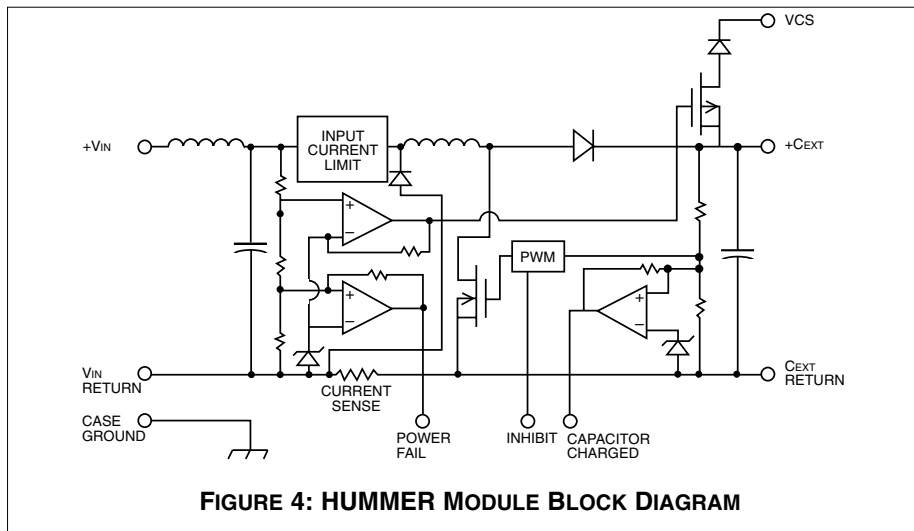 VCS
+VIN
INPUT
CURRENT
LIMIT
+CEXT
+
−
PWM
+
−
+
−
VIN
RETURN
CURRENT
SENSE
CEXT
RETURN
CASE
GROUND
POWER
FAIL
INHIBIT
CAPACITOR
CHARGED
FIGURE 4: HUMMER MODULE BLOCK DIAGRAM